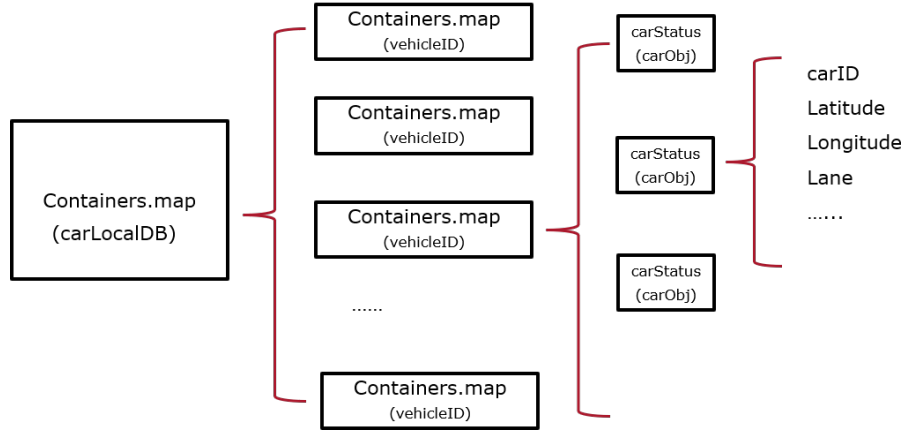 Containers.map
(carLocalDB)
Containers.map
(vehicleID)
Containers.map
(vehicleID)
Containers.map
(vehicleID)
......
Containers.map
(vehicleID)
carStatus
(carObj)
carStatus
(carObj)
carStatus
(carObj)
carID
Latitude
Longitude
Lane
......